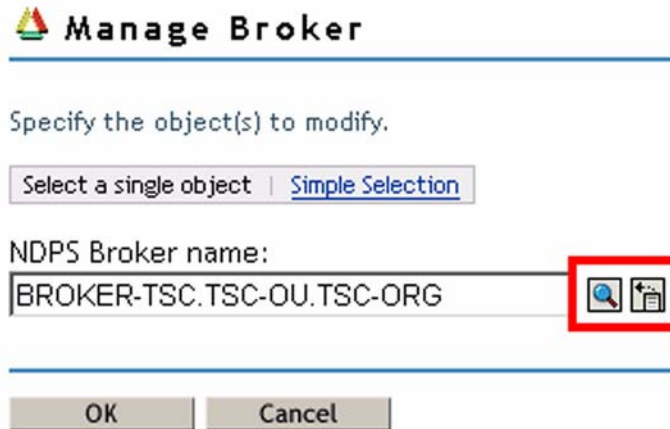 Manage Broker
Specify the object(s) to modify.
Select a single object | Simple Selection
NDPS Broker name:
BROKER-TSC.TSC-OU.TSC-ORG
OK Cancel